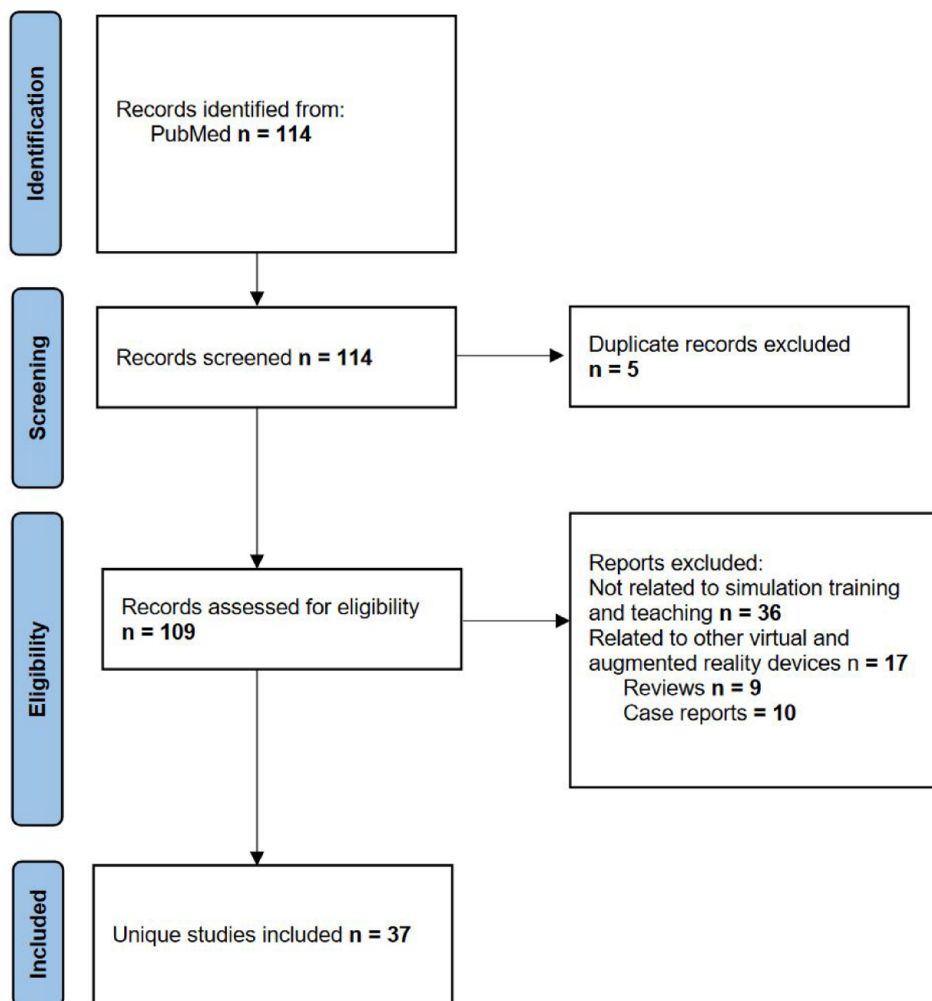 Identification
Records identified from:
PubMed n = 114
Screening
Records screened n = 114
Duplicate records excluded
n = 5
Eligibility
Records assessed for eligibility
n = 109
Reports excluded:
Not related to simulation training
and teaching n = 36
Related to other virtual and
augmented reality devices n = 17
Reviews n = 9
Case reports = 10
Included
Unique studies included n = 37